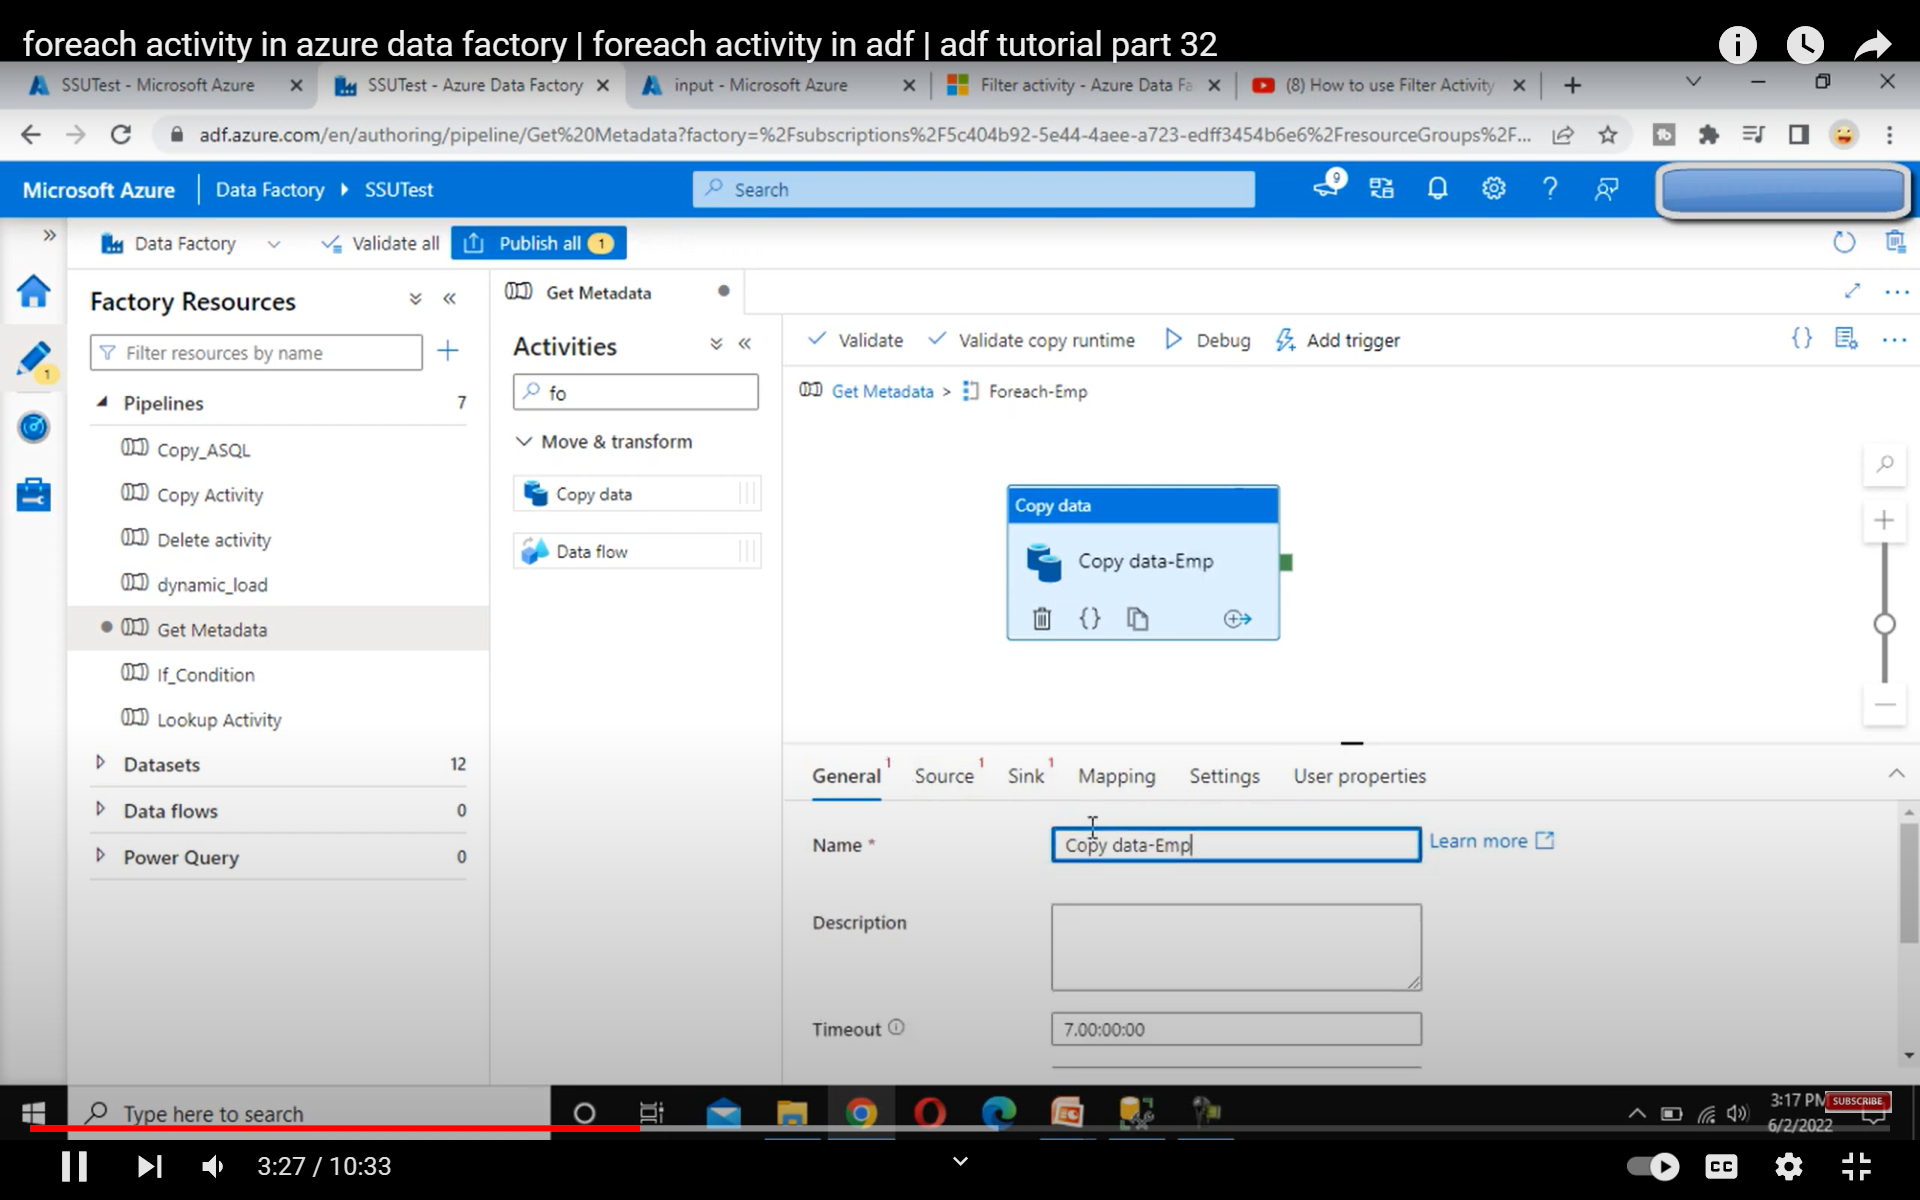 foreach activity in azure data factory | foreach activity in adf | adf tutorial part 32
SSUTest - Microsoft Azure
SSUTest - Azure Data Factory
input - Microsoft Azure
Filter activity - Azure Data Fa
(8) How to use Filter Activity
adf.azure.com/en/authoring/pipeline/Get%20Metadata?factory=%2Fsubscriptions%2F5c404b92-5e44-4aee-a723-edff3454b6e6%2FresourceGroups%2F...
Microsoft Azure
Data Factory
SSUTest
Search
9
Data Factory
Validate all
Publish all 1
Factory Resources
Filter resources by name
1
Pipelines 7
Copy_ASQL
Copy Activity
Delete activity
dynamic_load
Get Metadata
If_Condition
Lookup Activity
Datasets 12
Data flows 0
Power Query 0
Get Metadata
Activities
fo
Move & transform
Copy data
Data flow
Validate
Validate copy runtime
Debug
Add trigger
Get Metadata > Foreach-Emp
Copy data
Copy data-Emp
General 1
Source 1
Sink 1
Mapping
Settings
User properties
Name *
Copy data-Emp
Learn more
Description
Timeout
7.00:00:00
Type here to search
3:17 PM
SUBSCRIBE
6/2/2022
3:27 / 10:33
CC